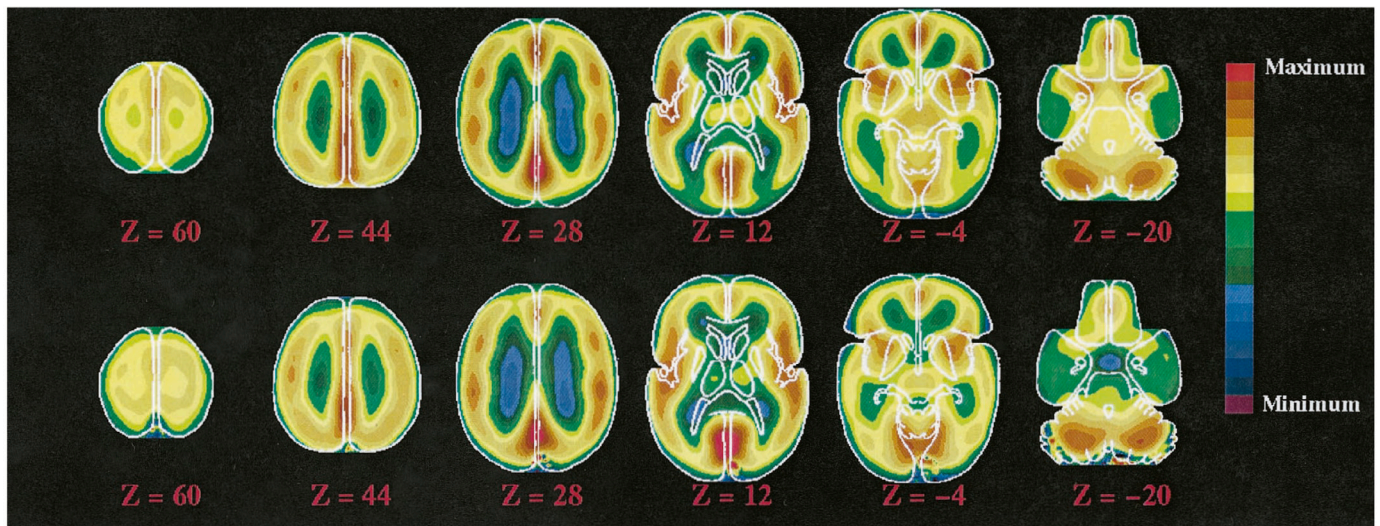 Maximum
Z = 60 Z = 44 Z = 28 Z = 12 Z = −4 Z = −20
Minimum
Z = 60 Z = 44 Z = 28 Z = 12 Z = −4 Z = −20